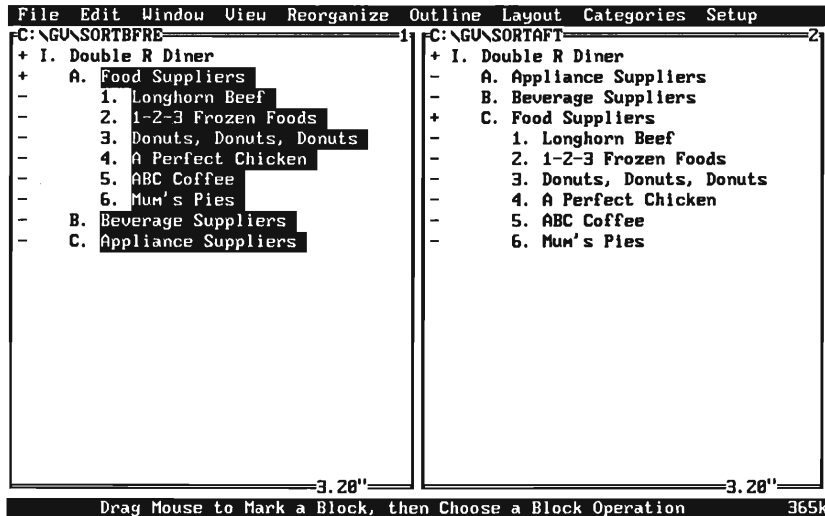 File Edit Window View Reorganize Outline Layout Categories Setup
C:\GV\SORTBFRE 1
+ I. Double R Diner
+ A. Food Suppliers
- 1. Longhorn Beef
- 2. 1-2-3 Frozen Foods
- 3. Donuts, Donuts, Donuts
- 4. A Perfect Chicken
- 5. ABC Coffee
- 6. Mum's Pies
- B. Beverage Suppliers
- C. Appliance Suppliers
3.20"
C:\GV\SORTAFT 2
+ I. Double R Diner
- A. Appliance Suppliers
- B. Beverage Suppliers
+ C. Food Suppliers
- 1. Longhorn Beef
- 2. 1-2-3 Frozen Foods
- 3. Donuts, Donuts, Donuts
- 4. A Perfect Chicken
- 5. ABC Coffee
- 6. Mum's Pies
3.20"
Drag Mouse to Mark a Block, then Choose a Block Operation 365k